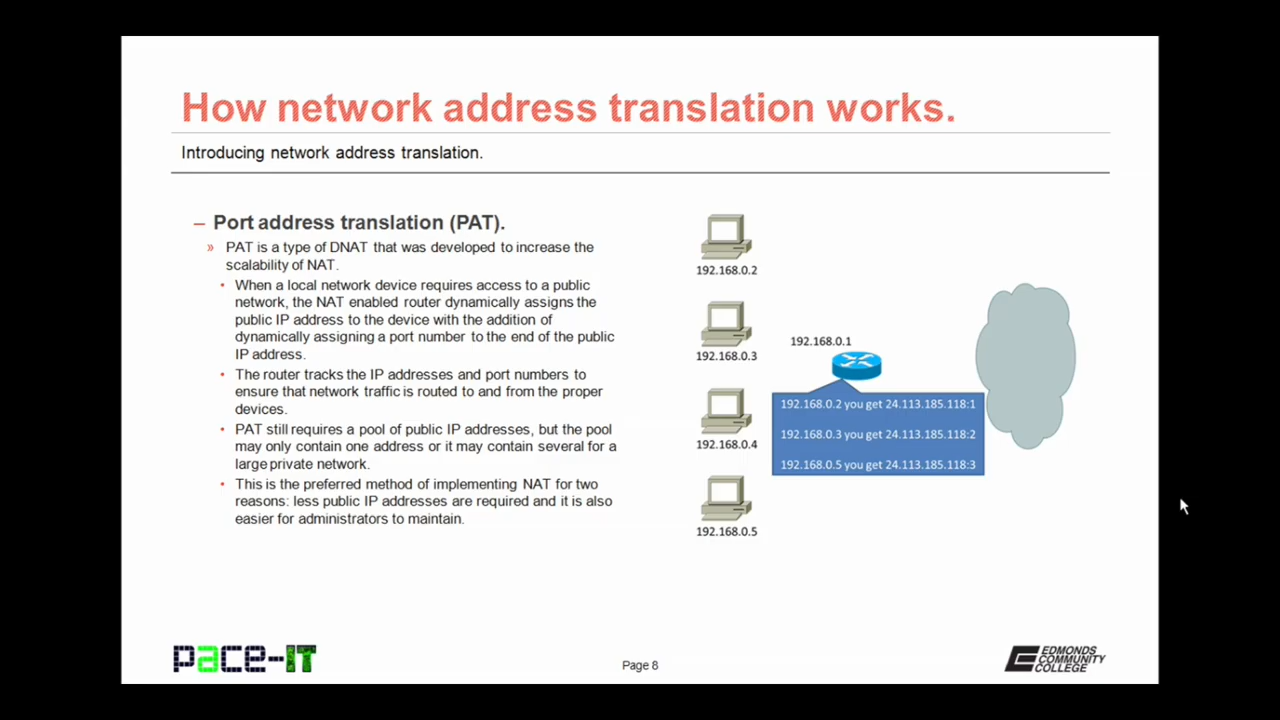 How network address translation works.
Introducing network address translation.
– Port address translation (PAT).
» PAT is a type of DNAT that was developed to increase the
scalability of NAT.
• When a local network device requires access to a public
network, the NAT enabled router dynamically assigns the
public IP address to the device with the addition of
dynamically assigning a port number to the end of the public
IP address.
• The router tracks the IP addresses and port numbers to
ensure that network traffic is routed to and from the proper
devices.
• PAT still requires a pool of public IP addresses, but the pool
may only contain one address or it may contain several for a
large private network.
• This is the preferred method of implementing NAT for two
reasons: less public IP addresses are required and it is also
easier for administrators to maintain.
192.168.0.2
192.168.0.3
192.168.0.4
192.168.0.5
192.168.0.1
192.168.0.2 you get 24.113.185.118:1
192.168.0.3 you get 24.113.185.118:2
192.168.0.5 you get 24.113.185.118:3
pace-IT
Page 8
EDMONDS
COMMUNITY
COLLEGE